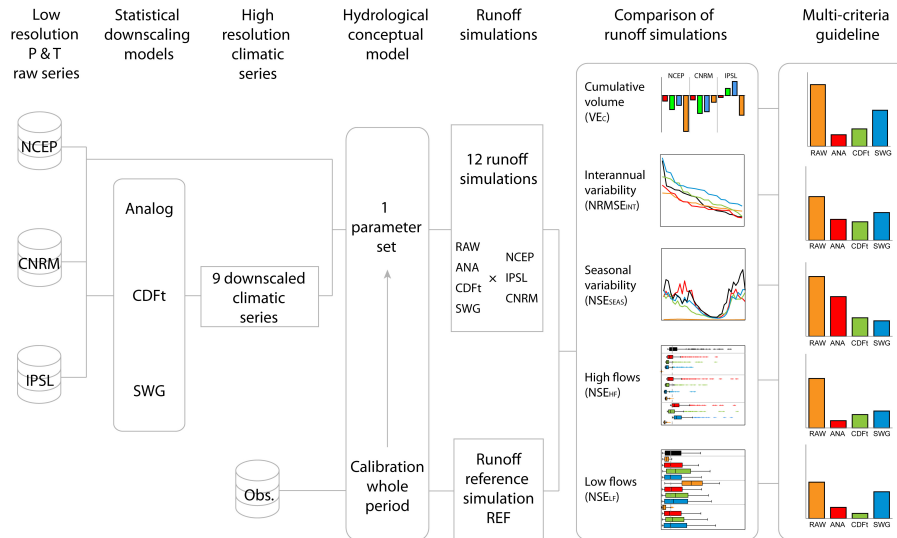 Low
resolution
P & T
raw series
Statistical
downscaling
models
High
resolution
climatic
series
Hydrological
conceptual
model
Runoff
simulations
Comparison of
runoff simulations
Multi-criteria
guideline
NCEP
CNRM
IPSL
Analog
CDFt
SWG
9 downscaled
climatic
series
Obs.
1
parameter
set
Calibration
whole
period
12 runoff
simulations
RAW
ANA
CDFt
SWG
×
NCEP
IPSL
CNRM
Runoff
reference
simulation
REF
Cumulative
volume
(VEC)
NCEP CNRM IPSL
Interannual
variability
(NRMSEINT)
Seasonal
variability
(NSESEAS)
High flows
(NSEHF)
Low flows
(NSELF)
RAW ANA CDFt SWG
RAW ANA CDFt SWG
RAW ANA CDFt SWG
RAW ANA CDFt SWG
RAW ANA CDFt SWG